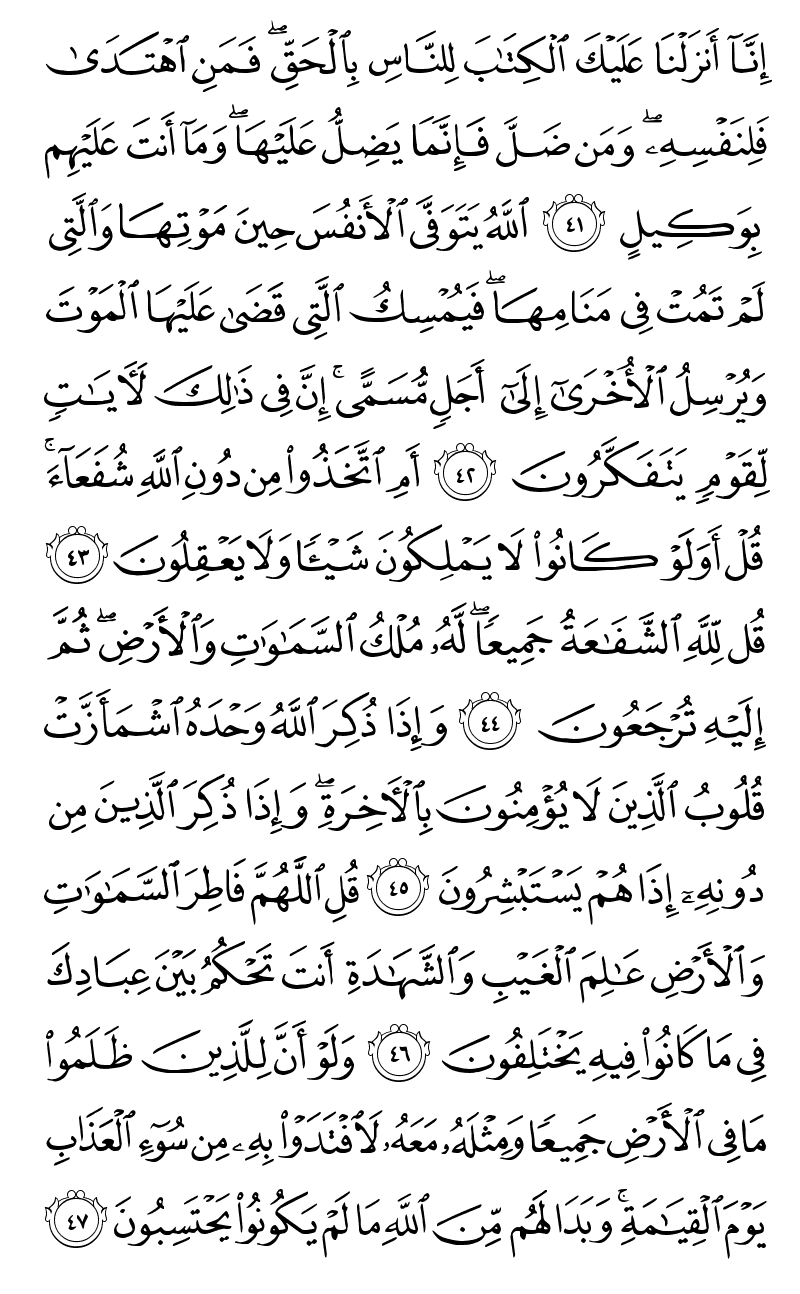 إِنَّآ أَنزَلْنَا عَلَيْكَ ٱلْكِتَٰبَ لِلنَّاسِ بِٱلْحَقِّ ۖ فَمَنِ ٱهْتَدَىٰ
فَلِنَفْسِهِۦ ۖ وَمَن ضَلَّ فَإِنَّمَا يَضِلُّ عَلَيْهَا ۖ وَمَآ أَنتَ عَلَيْهِم
بِوَكِيلٍ ٤١ ٱللَّهُ يَتَوَفَّى ٱلْأَنفُسَ حِينَ مَوْتِهَا وَٱلَّتِى
لَمْ تَمُتْ فِى مَنَامِهَا ۖ فَيُمْسِكُ ٱلَّتِى قَضَىٰ عَلَيْهَا ٱلْمَوْتَ
وَيُرْسِلُ ٱلْأُخْرَىٰٓ إِلَىٰٓ أَجَلٍ مُّسَمًّى ۚ إِنَّ فِى ذَٰلِكَ لَـَٔايَٰتٍ
لِّقَوْمٍ يَتَفَكَّرُونَ ٤٢ أَمِ ٱتَّخَذُوا۟ مِن دُونِ ٱللَّهِ شُفَعَآءَ ۚ
قُلْ أَوَلَوْ كَانُوا۟ لَا يَمْلِكُونَ شَيْـًٔا وَلَا يَعْقِلُونَ ٤٣
قُل لِّلَّهِ ٱلشَّفَٰعَةُ جَمِيعًا ۖ لَّهُۥ مُلْكُ ٱلسَّمَٰوَٰتِ وَٱلْأَرْضِ ۖ ثُمَّ
إِلَيْهِ تُرْجَعُونَ ٤٤ وَإِذَا ذُكِرَ ٱللَّهُ وَحْدَهُ ٱشْمَأَزَّتْ
قُلُوبُ ٱلَّذِينَ لَا يُؤْمِنُونَ بِٱلْـَٔاخِرَةِ ۖ وَإِذَا ذُكِرَ ٱلَّذِينَ مِن
دُونِهِۦٓ إِذَا هُمْ يَسْتَبْشِرُونَ ٤٥ قُلِ ٱللَّهُمَّ فَاطِرَ ٱلسَّمَٰوَٰتِ
وَٱلْأَرْضِ عَٰلِمَ ٱلْغَيْبِ وَٱلشَّهَٰدَةِ أَنتَ تَحْكُمُ بَيْنَ عِبَادِكَ
فِى مَا كَانُوا۟ فِيهِ يَخْتَلِفُونَ ٤٦ وَلَوْ أَنَّ لِلَّذِينَ ظَلَمُوا۟
مَا فِى ٱلْأَرْضِ جَمِيعًا وَمِثْلَهُۥ مَعَهُۥ لَٱفْتَدَوْا۟ بِهِۦ مِن سُوٓءِ ٱلْعَذَابِ
يَوْمَ ٱلْقِيَٰمَةِ ۚ وَبَدَا لَهُم مِّنَ ٱللَّهِ مَا لَمْ يَكُونُوا۟ يَحْتَسِبُونَ ٤٧